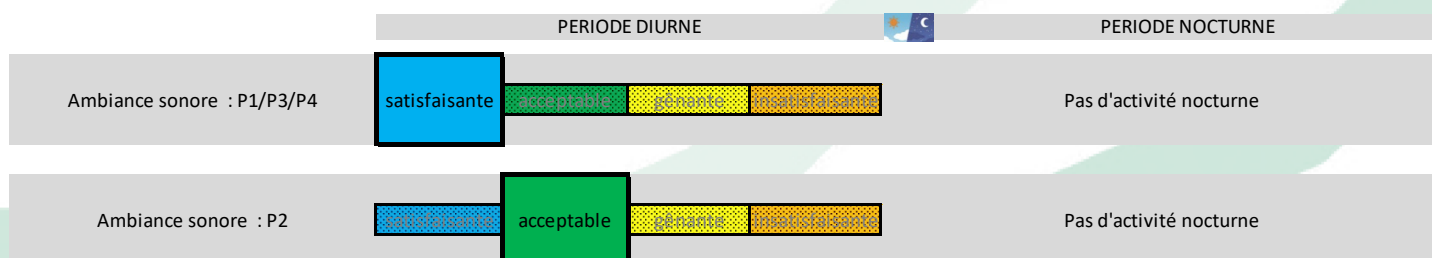 PERIODE DIURNE PERIODE NOCTURNE
Ambiance sonore : P1/P3/P4 satisfaisante acceptable gênante insatisfaisante Pas d'activité nocturne
Ambiance sonore : P2 satisfaisante acceptable gênante insatisfaisante Pas d'activité nocturne